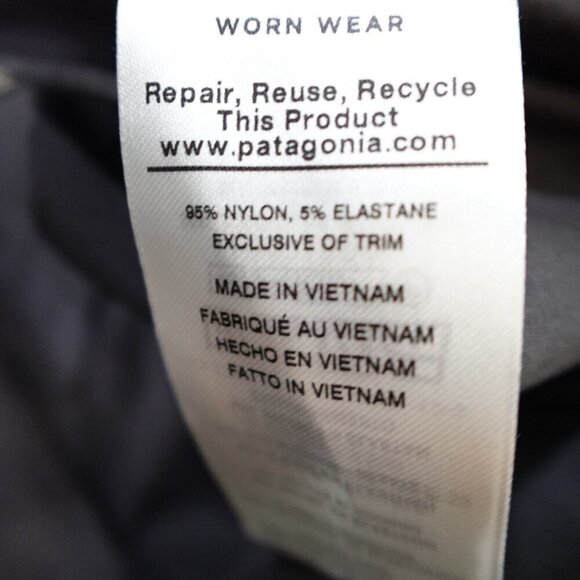 WORN WEAR
Repair, Reuse, Recycle
This Product
www.patagonia.com
95% NYLON, 5% ELASTANE
EXCLUSIVE OF TRIM
MADE IN VIETNAM
FABRIQUÉ AU VIETNAM
HECHO EN VIETNAM
FATTO IN VIETNAM